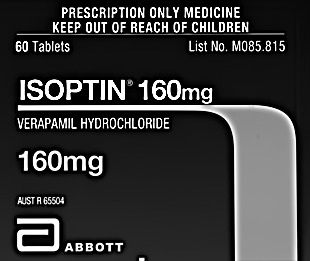 PRESCRIPTION ONLY MEDICINE
KEEP OUT OF REACH OF CHILDREN
60 Tablets List No. M085.815
ISOPTIN® 160mg
VERAPAMIL HYDROCHLORIDE
160mg
AUST R 65504
ABBOTT